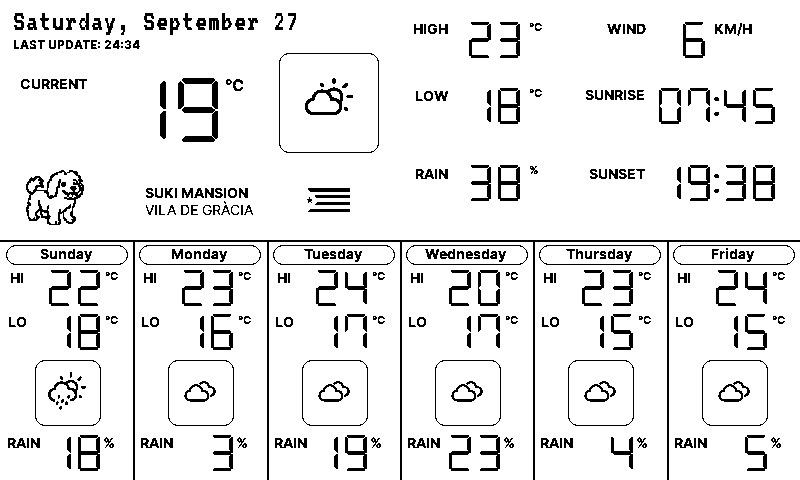 Saturday, September 27
LAST UPDATE: 24:34
CURRENT 19 °C
SUKI MANSION
VILA DE GRÀCIA
HIGH 23 °C WIND 6 KM/H
LOW 18 °C SUNRISE 07:45
RAIN 38 % SUNSET 19:38
Sunday
HI 22 °C
LO 18 °C
RAIN 18 %
Monday
HI 23 °C
LO 16 °C
RAIN 3 %
Tuesday
HI 24 °C
LO 17 °C
RAIN 19 %
Wednesday
HI 20 °C
LO 17 °C
RAIN 23 %
Thursday
HI 23 °C
LO 15 °C
RAIN 4 %
Friday
HI 24 °C
LO 15 °C
RAIN 5 %